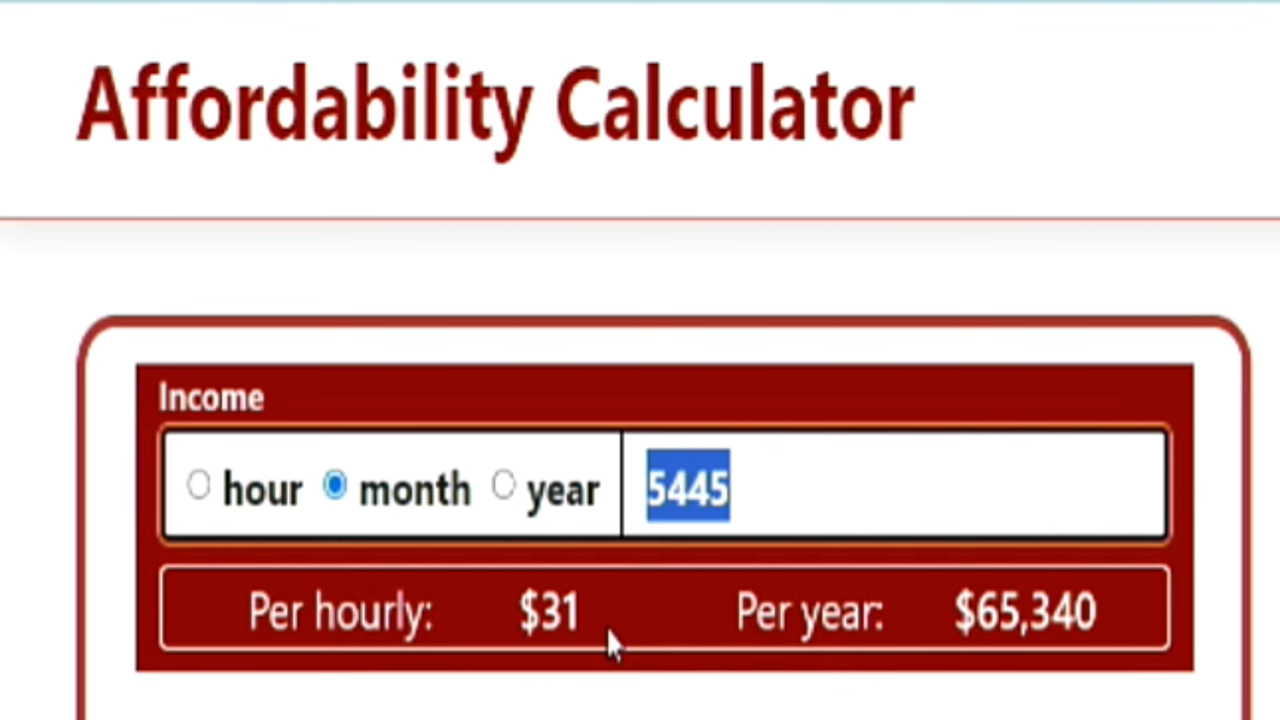 Affordability Calculator
Income
hour month year 5445
Per hourly: $31 Per year: $65,340